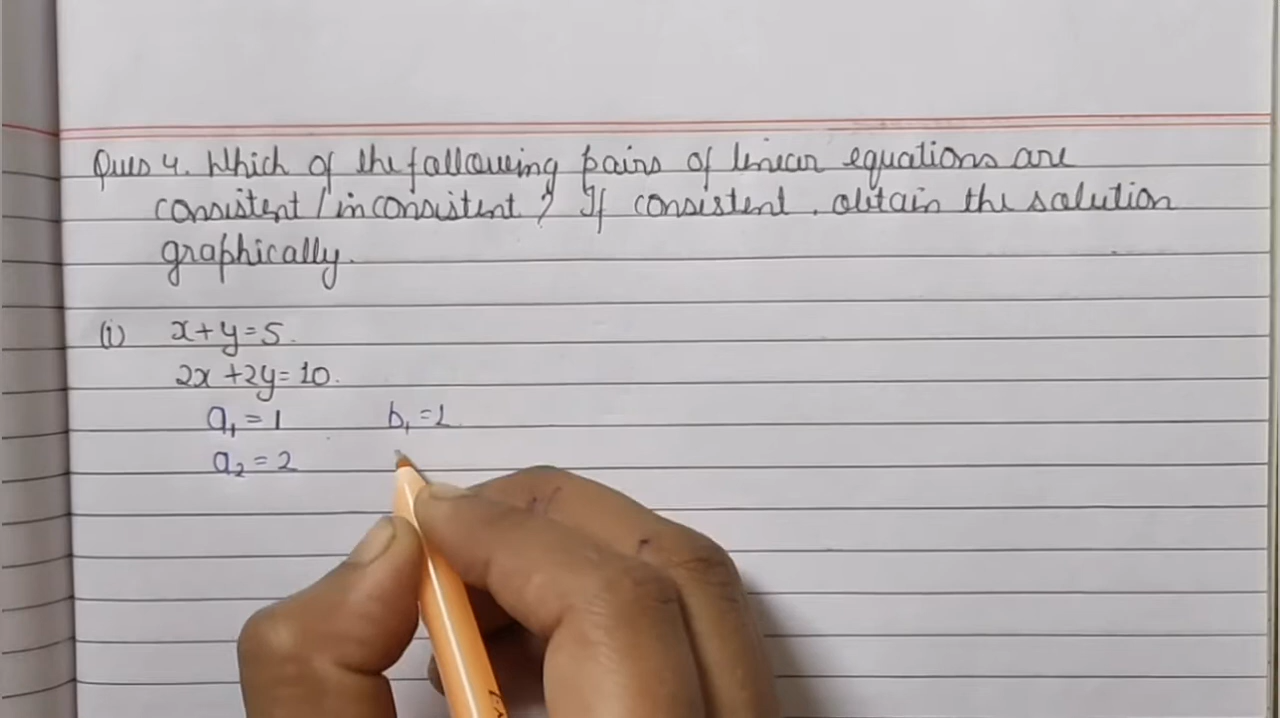 Ques 4. Which of the following pairs of linear equations are
consistent / inconsistent ? If consistent, obtain the solution
graphically.
(i) x+y=5.
2x+2y=10.
a₁ = 1 b₁ = 1
a₂ = 2